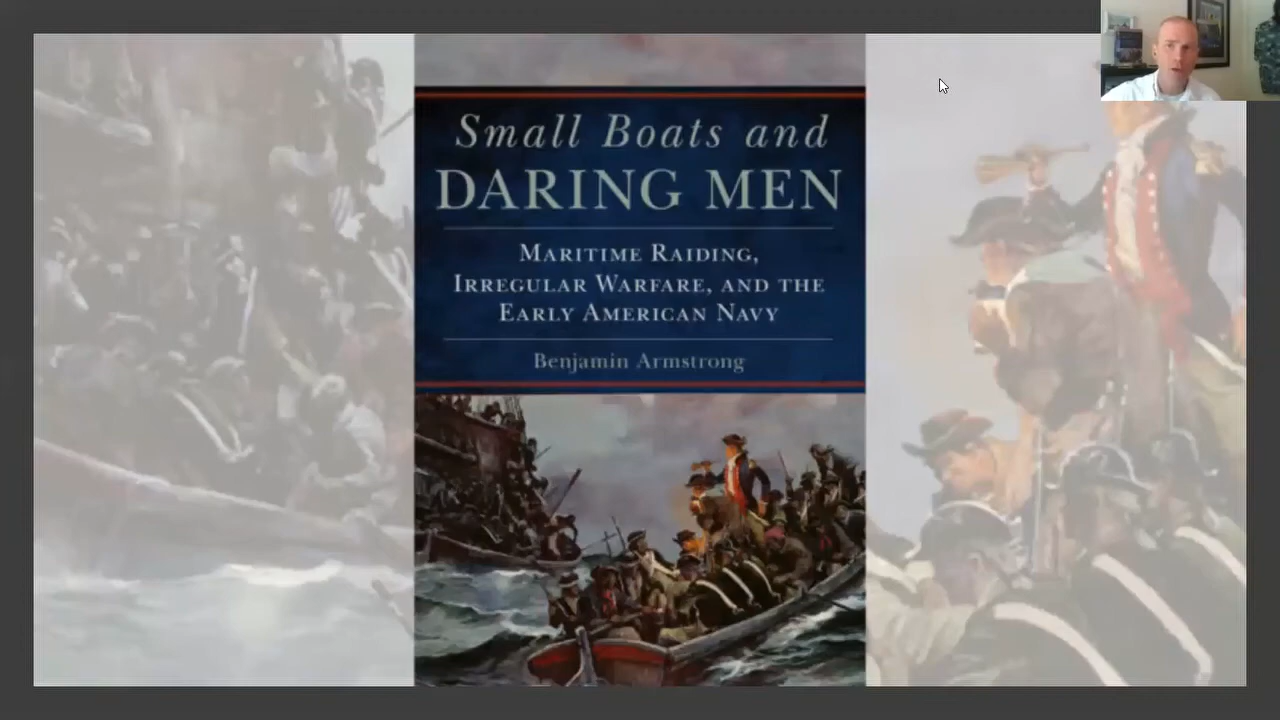 Small Boats and
DARING MEN
MARITIME RAIDING,
IRREGULAR WARFARE, AND THE
EARLY AMERICAN NAVY
Benjamin Armstrong